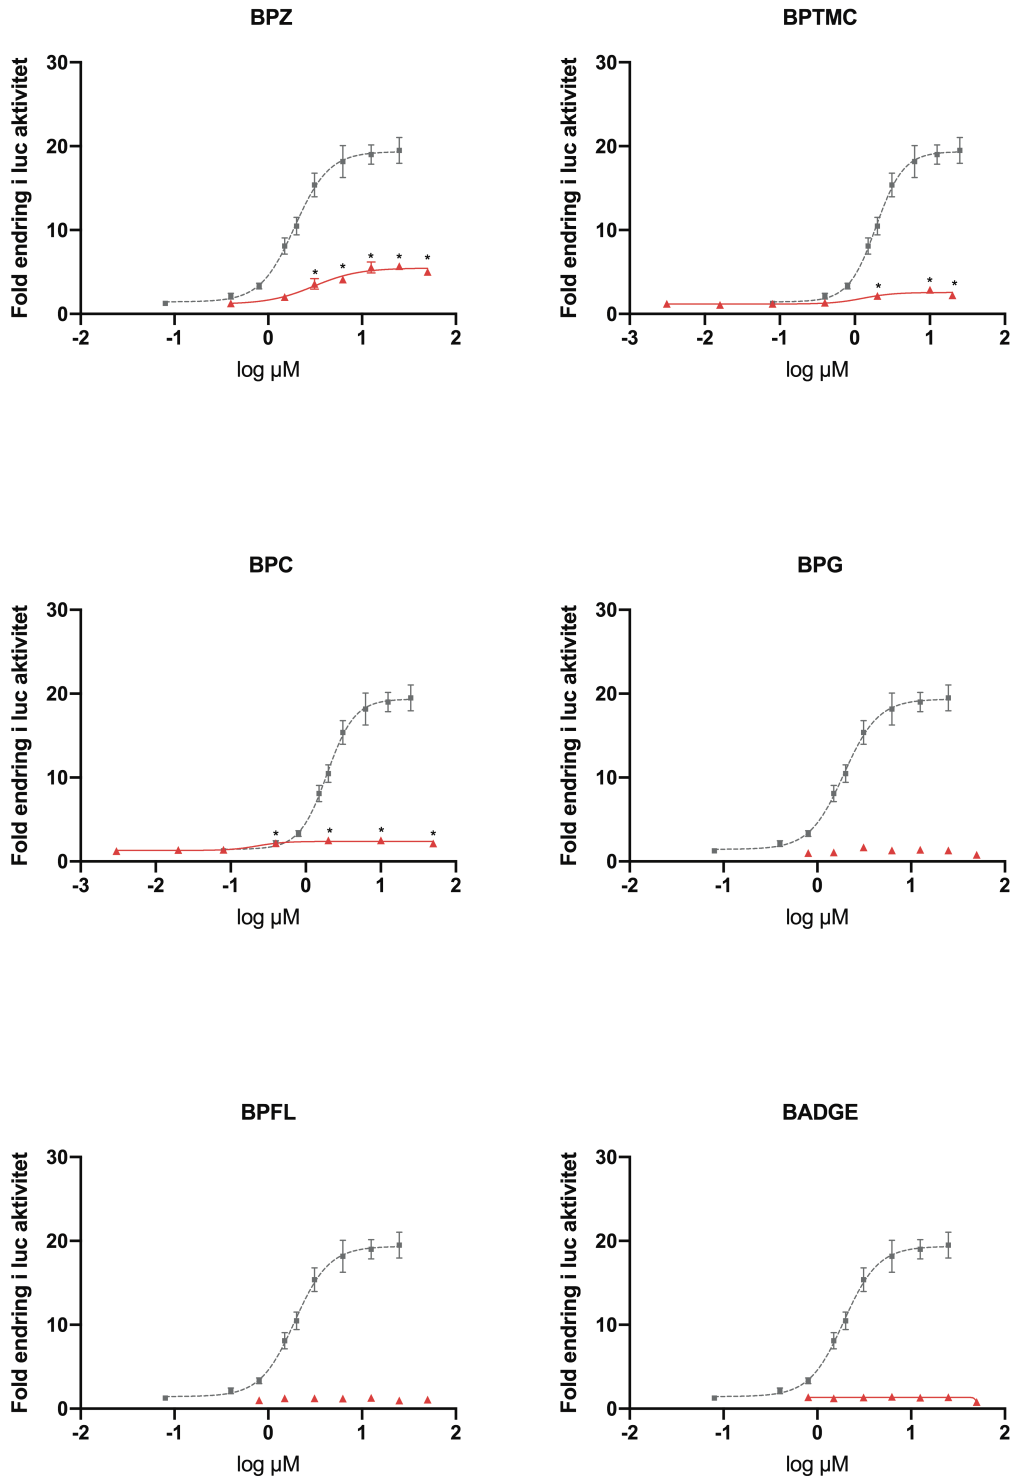 BPZ
Fold endring i luc aktivitet
30
20
10
0
* * * * * *
-2 -1 0 1 2
log µM
BPTMC
Fold endring i luc aktivitet
30
20
10
0
* * *
-3 -2 -1 0 1 2
log µM
BPC
Fold endring i luc aktivitet
30
20
10
0
* * * *
-3 -2 -1 0 1 2
log µM
BPG
Fold endring i luc aktivitet
30
20
10
0
-2 -1 0 1 2
log µM
BPFL
Fold endring i luc aktivitet
30
20
10
0
-2 -1 0 1 2
log µM
BADGE
Fold endring i luc aktivitet
30
20
10
0
-2 -1 0 1 2
log µM